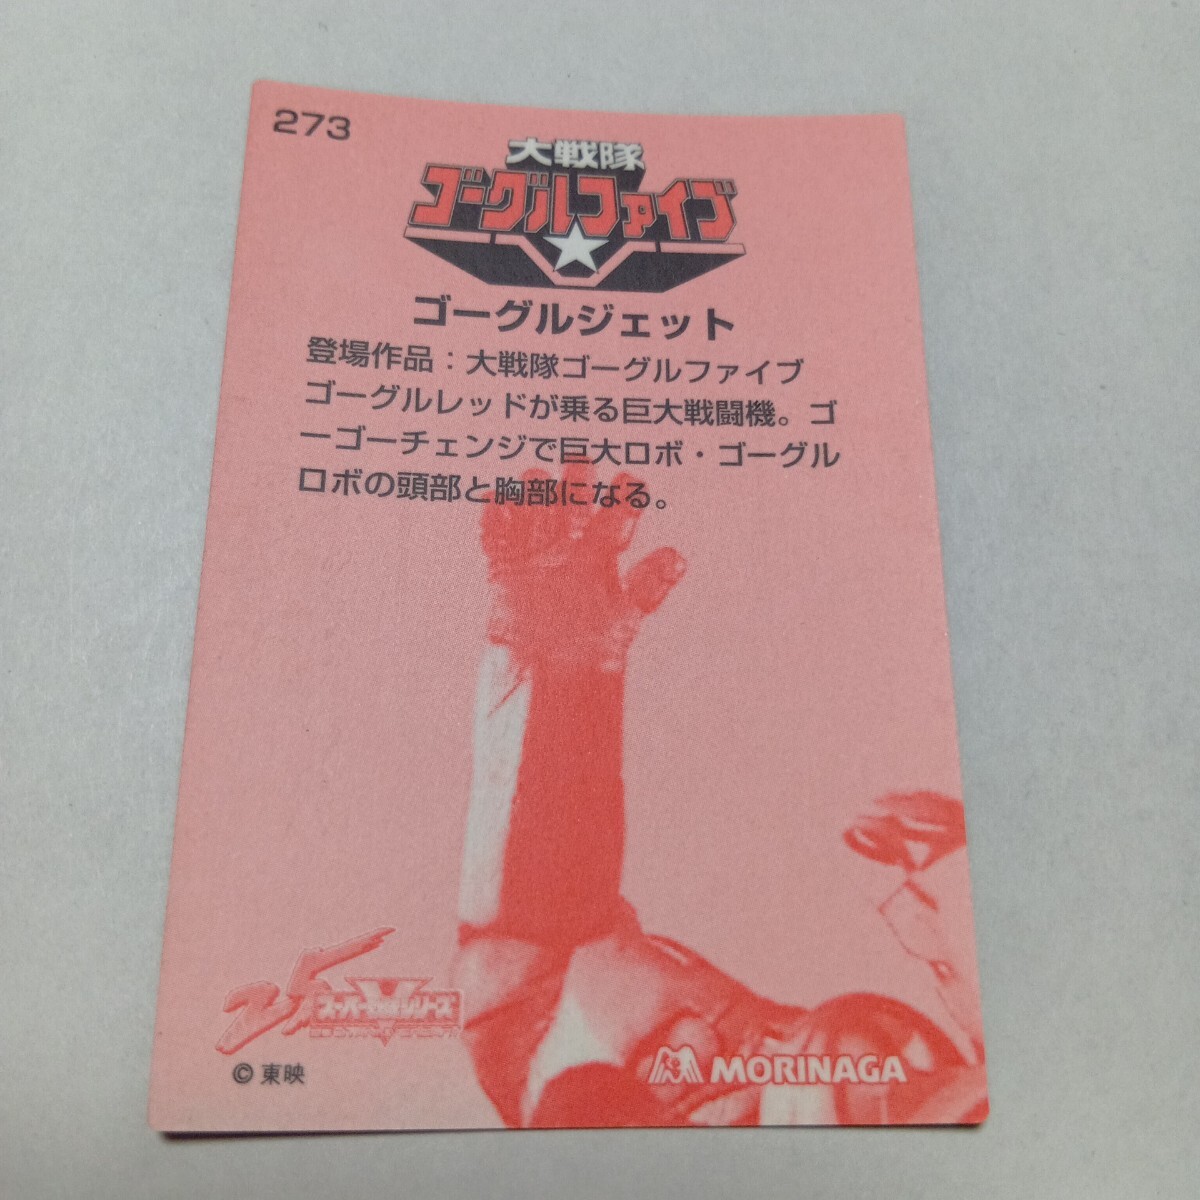 273
大戦隊
ゴーグルファイブ
ゴーグルジェット
登場作品：大戦隊ゴーグルファイブ
ゴーグルレッドが乗る巨大戦闘機。ゴ
ーゴーチェンジで巨大ロボ・ゴーグル
ロボの頭部と胸部になる。
25
スーパー戦隊シリーズ
© 東映
MORINAGA